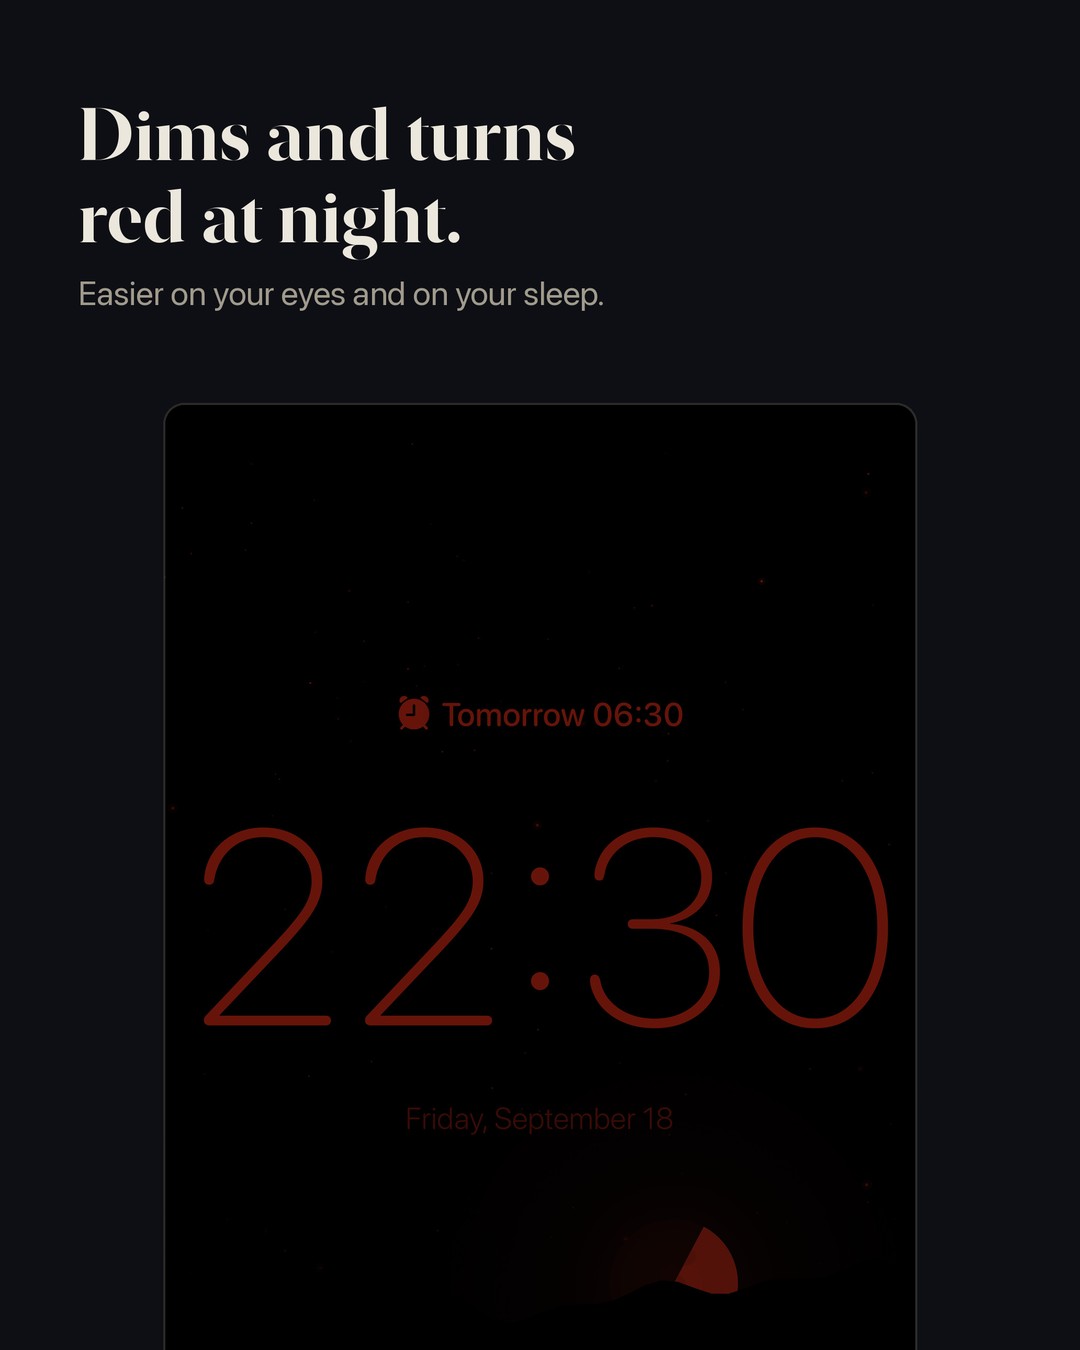 Dims and turns
red at night.
Easier on your eyes and on your sleep.
Tomorrow 06:30
22:30
Friday, September 18